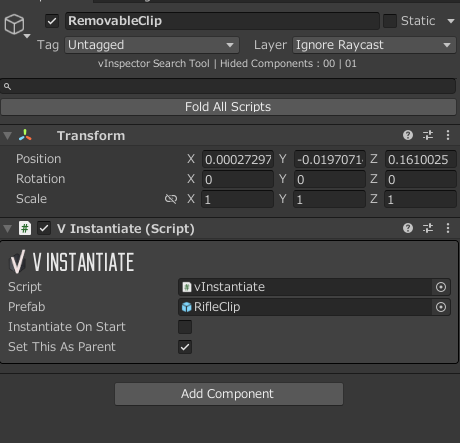 RemovableClip Static
Tag Untagged Layer Ignore Raycast
vInspector Search Tool | Hided Components : 00 | 01
Fold All Scripts
Transform
Position X 0.00027297 Y -0.0197071 Z 0.1610025
Rotation X 0 Y 0 Z 0
Scale X 1 Y 1 Z 1
# V Instantiate (Script)
V INSTANTIATE
Script # vInstantiate
Prefab RifleClip
Instantiate On Start
Set This As Parent
Add Component